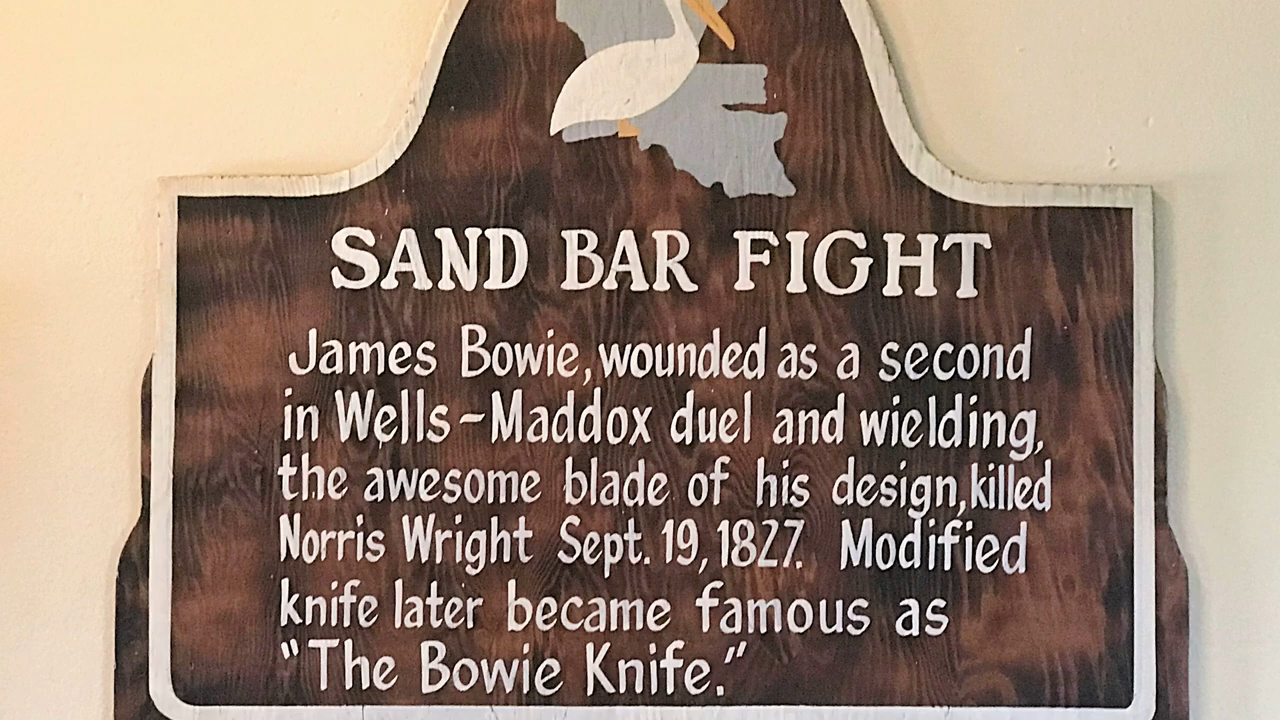 SAND BAR FIGHT
James Bowie, wounded as a second
in Wells-Maddox duel and wielding,
the awesome blade of his design, killed
Norris Wright Sept. 19, 1827. Modified
knife later became famous as
"The Bowie Knife."